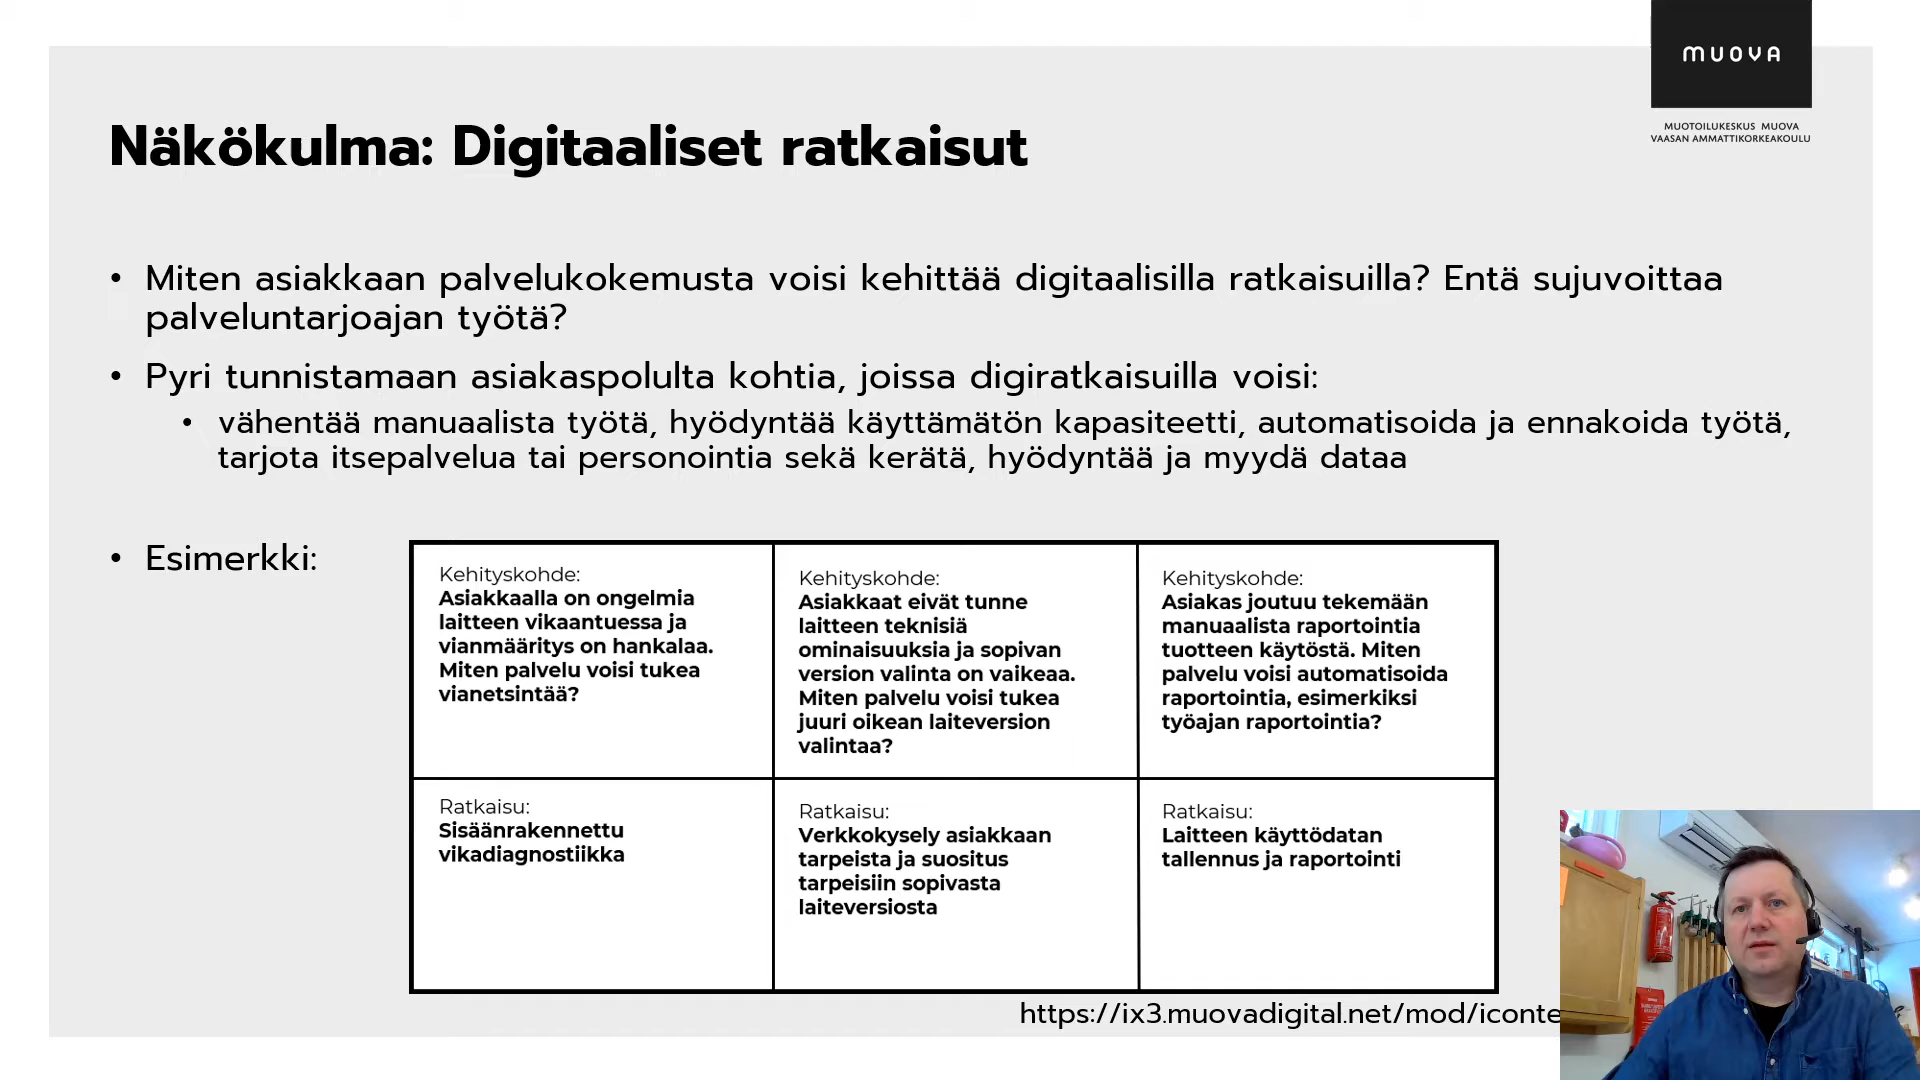 MUOVA
MUOTOILUKESKUS MUOVA
VAASAN AMMATTIKORKEAKOULU
Näkökulma: Digitaaliset ratkaisut
• Miten asiakkaan palvelukokemusta voisi kehittää digitaalisilla ratkaisuilla? Entä sujuvoittaa
palveluntarjoajan työtä?
• Pyri tunnistamaan asiakaspolulta kohtia, joissa digiratkaisuilla voisi:
• vähentää manuaalista työtä, hyödyntää käyttämätön kapasiteetti, automatisoida ja ennakoida työtä,
tarjota itsepalvelua tai personointia sekä kerätä, hyödyntää ja myydä dataa
• Esimerkki:
Kehityskohde:
Asiakkaalla on ongelmia
laitteen vikaantuessa ja
vianmääritys on hankalaa.
Miten palvelu voisi tukea
vianetsintää?
Kehityskohde:
Asiakkaat eivät tunne
laitteen teknisiä
ominaisuuksia ja sopivan
version valinta on vaikeaa.
Miten palvelu voisi tukea
juuri oikean laiteversion
valintaa?
Kehityskohde:
Asiakas joutuu tekemään
manuaalista raportointia
tuotteen käytöstä. Miten
palvelu voisi automatisoida
raportointia, esimerkiksi
työajan raportointia?
Ratkaisu:
Sisäänrakennettu
vikadiagnostiikka
Ratkaisu:
Verkkokysely asiakkaan
tarpeista ja suositus
tarpeisiin sopivasta
laiteversiosta
Ratkaisu:
Laitteen käyttödatan
tallennus ja raportointi
https://ix3.muovadigital.net/mod/iconte